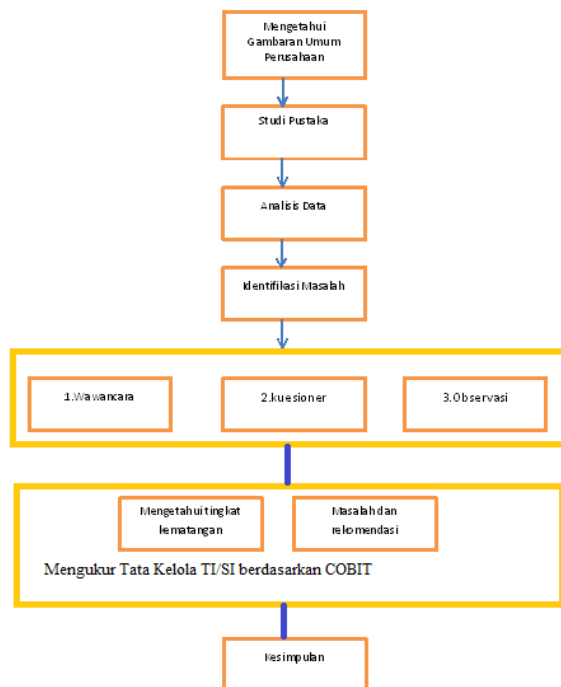 Mengetahui
Gambaran Umum
Perusahaan
Studi Pustaka
Analisis Data
Identifikasi Masalah
1.Wawancara
2.kuesioner
3.Observasi
Mengetahui tingkat
kematangan
Masalah dan
rekomendasi
Mengukur Tata Kelola TI/SI berdasarkan COBIT
Kesimpulan